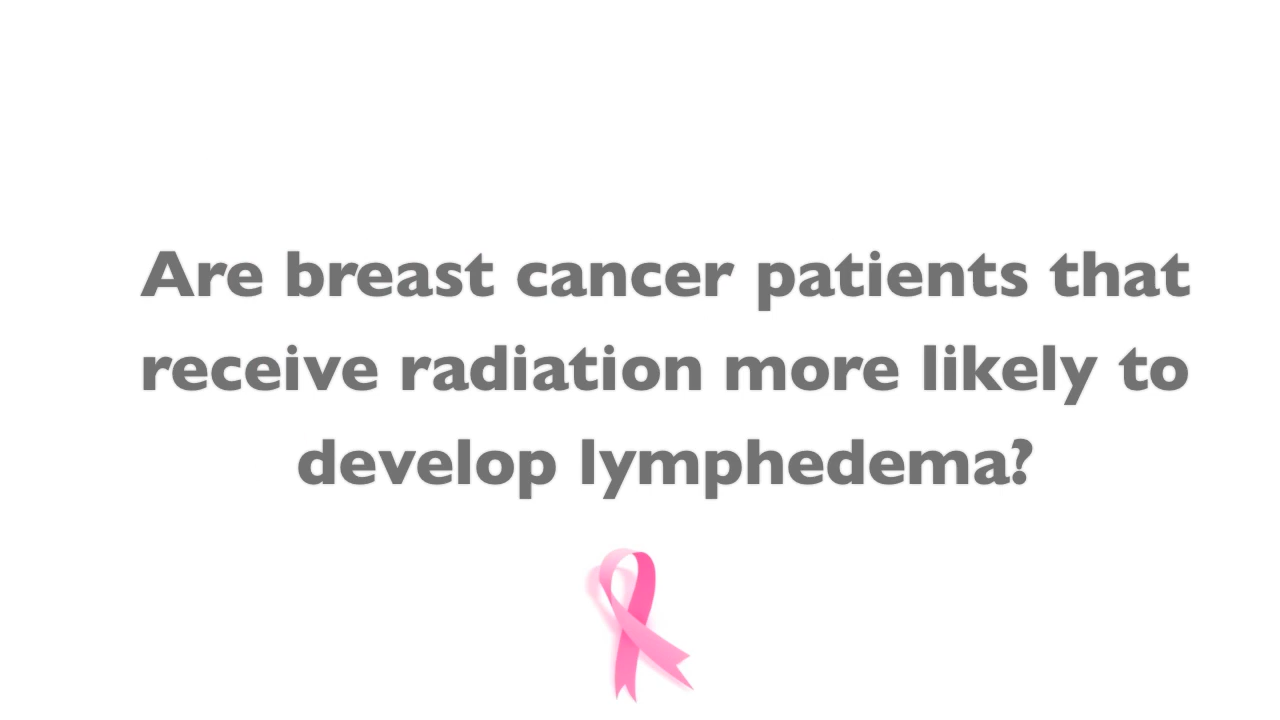 Are breast cancer patients that
receive radiation more likely to
develop lymphedema?